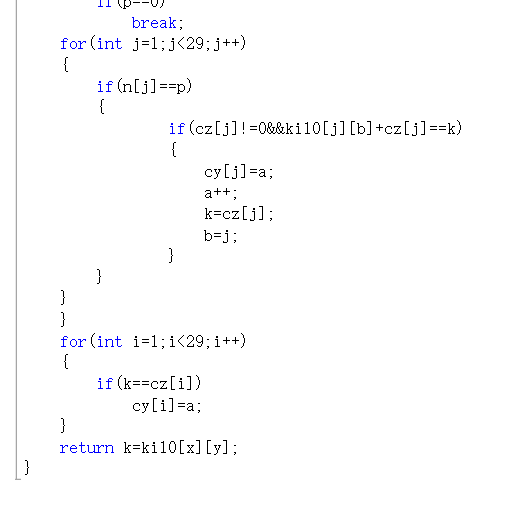 if(p==0)
break;
for(int j=1;j<29;j++)
{
if(n[j]==p)
{
if(cz[j]!=0&&ki10[j][b]+cz[j]==k)
{
cy[j]=a;
a++;
k=cz[j];
b=j;
}
}
}
}
for(int i=1;i<29;i++)
{
if(k==cz[i])
cy[i]=a;
}
return k=ki10[x][y];
}